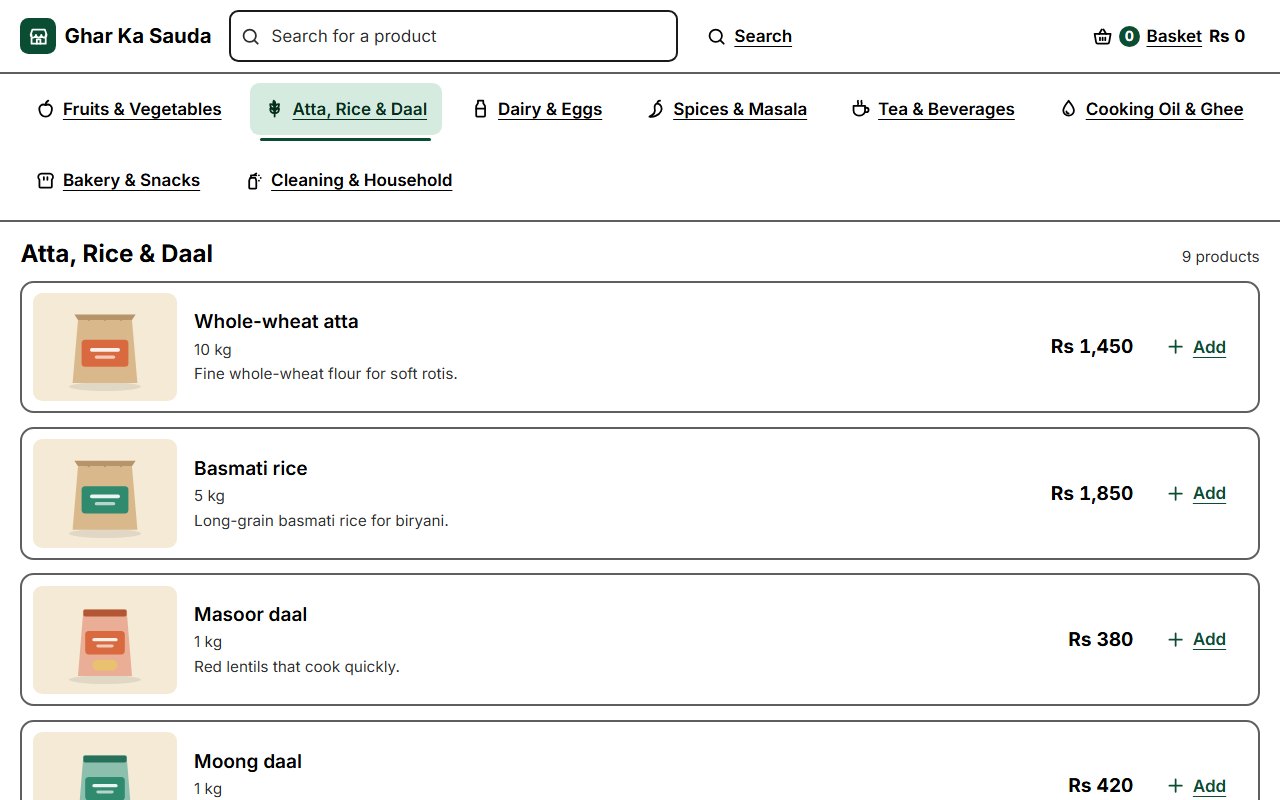 Ghar Ka Sauda
Search for a product
Search
0 Basket Rs 0
Fruits & Vegetables
Atta, Rice & Daal
Dairy & Eggs
Spices & Masala
Tea & Beverages
Cooking Oil & Ghee
Bakery & Snacks
Cleaning & Household
Atta, Rice & Daal
9 products
Whole-wheat atta
10 kg
Fine whole-wheat flour for soft rotis.
Rs 1,450
Add
Basmati rice
5 kg
Long-grain basmati rice for biryani.
Rs 1,850
Add
Masoor daal
1 kg
Red lentils that cook quickly.
Rs 380
Add
Moong daal
1 kg
Rs 420
Add